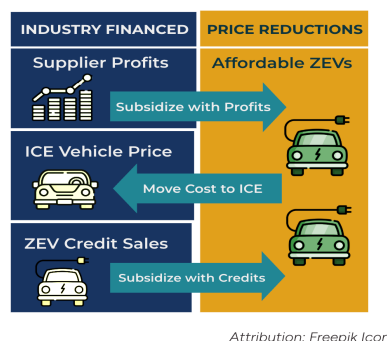 INDUSTRY FINANCED
PRICE REDUCTIONS
Supplier Profits
Affordable ZEVs
Subsidize with Profits
ICE Vehicle Price
Move Cost to ICE
ZEV Credit Sales
Subsidize with Credits
Attribution: Freepik Icor